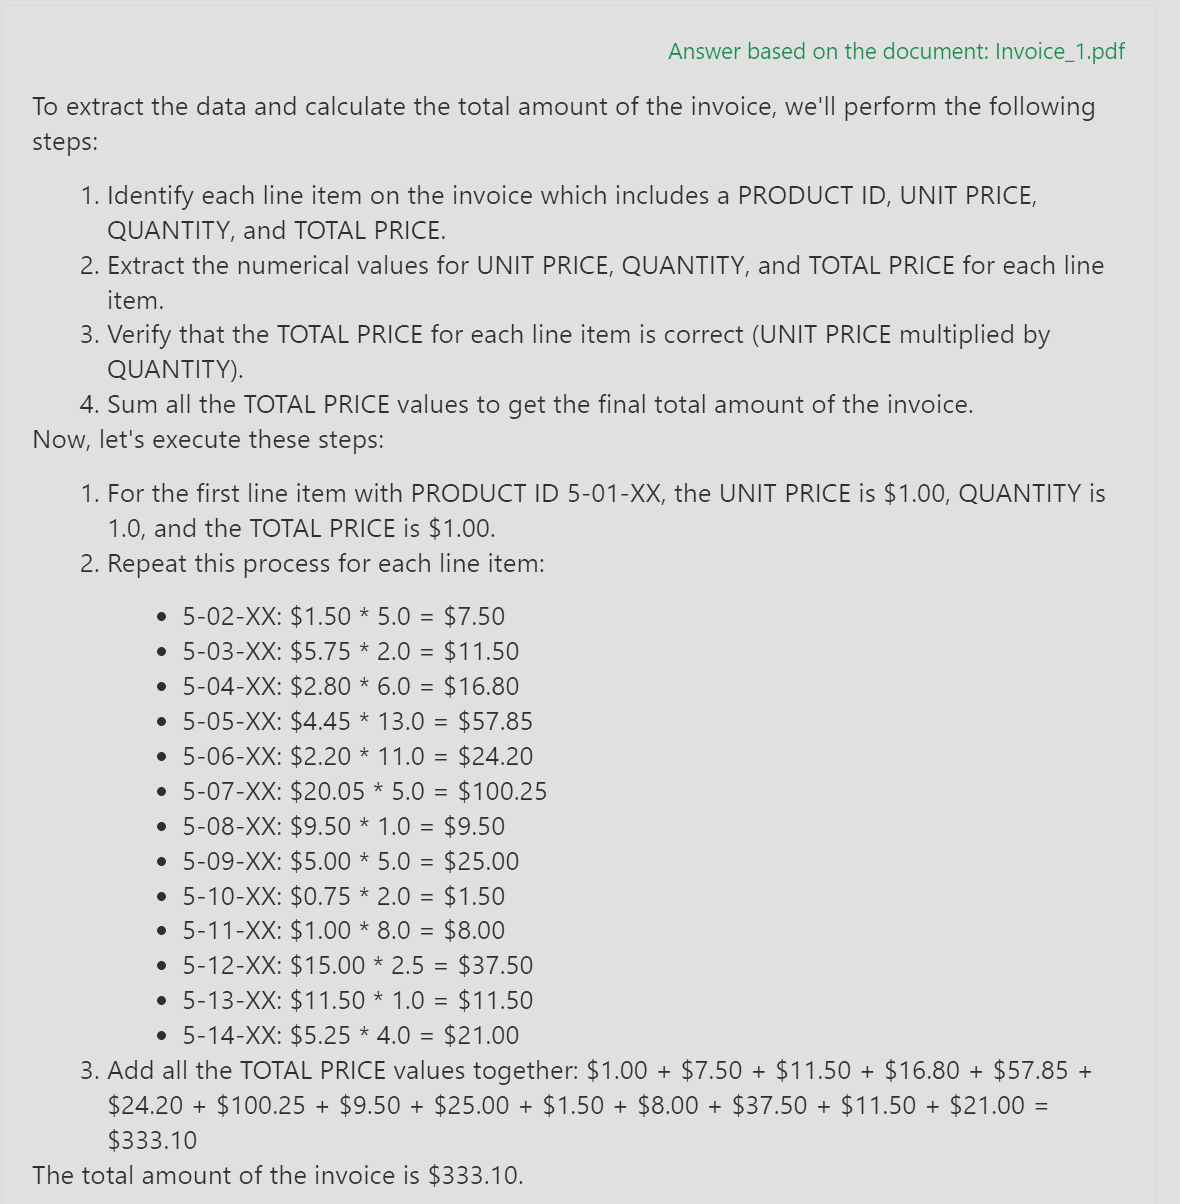 Answer based on the document: Invoice_1.pdf
To extract the data and calculate the total amount of the invoice, we'll perform the following
steps:
1. Identify each line item on the invoice which includes a PRODUCT ID, UNIT PRICE,
QUANTITY, and TOTAL PRICE.
2. Extract the numerical values for UNIT PRICE, QUANTITY, and TOTAL PRICE for each line
item.
3. Verify that the TOTAL PRICE for each line item is correct (UNIT PRICE multiplied by
QUANTITY).
4. Sum all the TOTAL PRICE values to get the final total amount of the invoice.
Now, let's execute these steps:
1. For the first line item with PRODUCT ID 5-01-XX, the UNIT PRICE is $1.00, QUANTITY is
1.0, and the TOTAL PRICE is $1.00.
2. Repeat this process for each line item:
• 5-02-XX: $1.50 * 5.0 = $7.50
• 5-03-XX: $5.75 * 2.0 = $11.50
• 5-04-XX: $2.80 * 6.0 = $16.80
• 5-05-XX: $4.45 * 13.0 = $57.85
• 5-06-XX: $2.20 * 11.0 = $24.20
• 5-07-XX: $20.05 * 5.0 = $100.25
• 5-08-XX: $9.50 * 1.0 = $9.50
• 5-09-XX: $5.00 * 5.0 = $25.00
• 5-10-XX: $0.75 * 2.0 = $1.50
• 5-11-XX: $1.00 * 8.0 = $8.00
• 5-12-XX: $15.00 * 2.5 = $37.50
• 5-13-XX: $11.50 * 1.0 = $11.50
• 5-14-XX: $5.25 * 4.0 = $21.00
3. Add all the TOTAL PRICE values together: $1.00 + $7.50 + $11.50 + $16.80 + $57.85 +
$24.20 + $100.25 + $9.50 + $25.00 + $1.50 + $8.00 + $37.50 + $11.50 + $21.00 =
$333.10
The total amount of the invoice is $333.10.